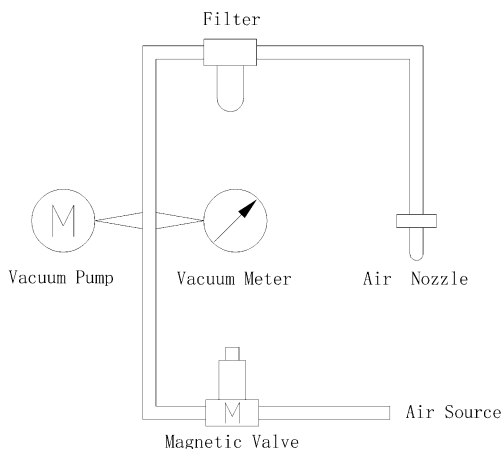 Filter
M
Vacuum Pump
Vacuum Meter
Air Nozzle
M
Air Source
Magnetic Valve